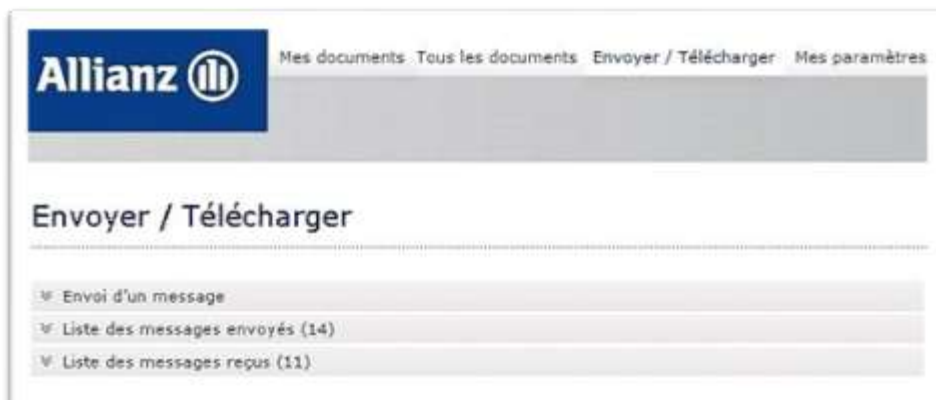 Allianz
Mes documents Tous les documents Envoyer / Télécharger Mes paramètres
Envoyer / Télécharger
Envoi d'un message
Liste des messages envoyés (14)
Liste des messages reçus (11)